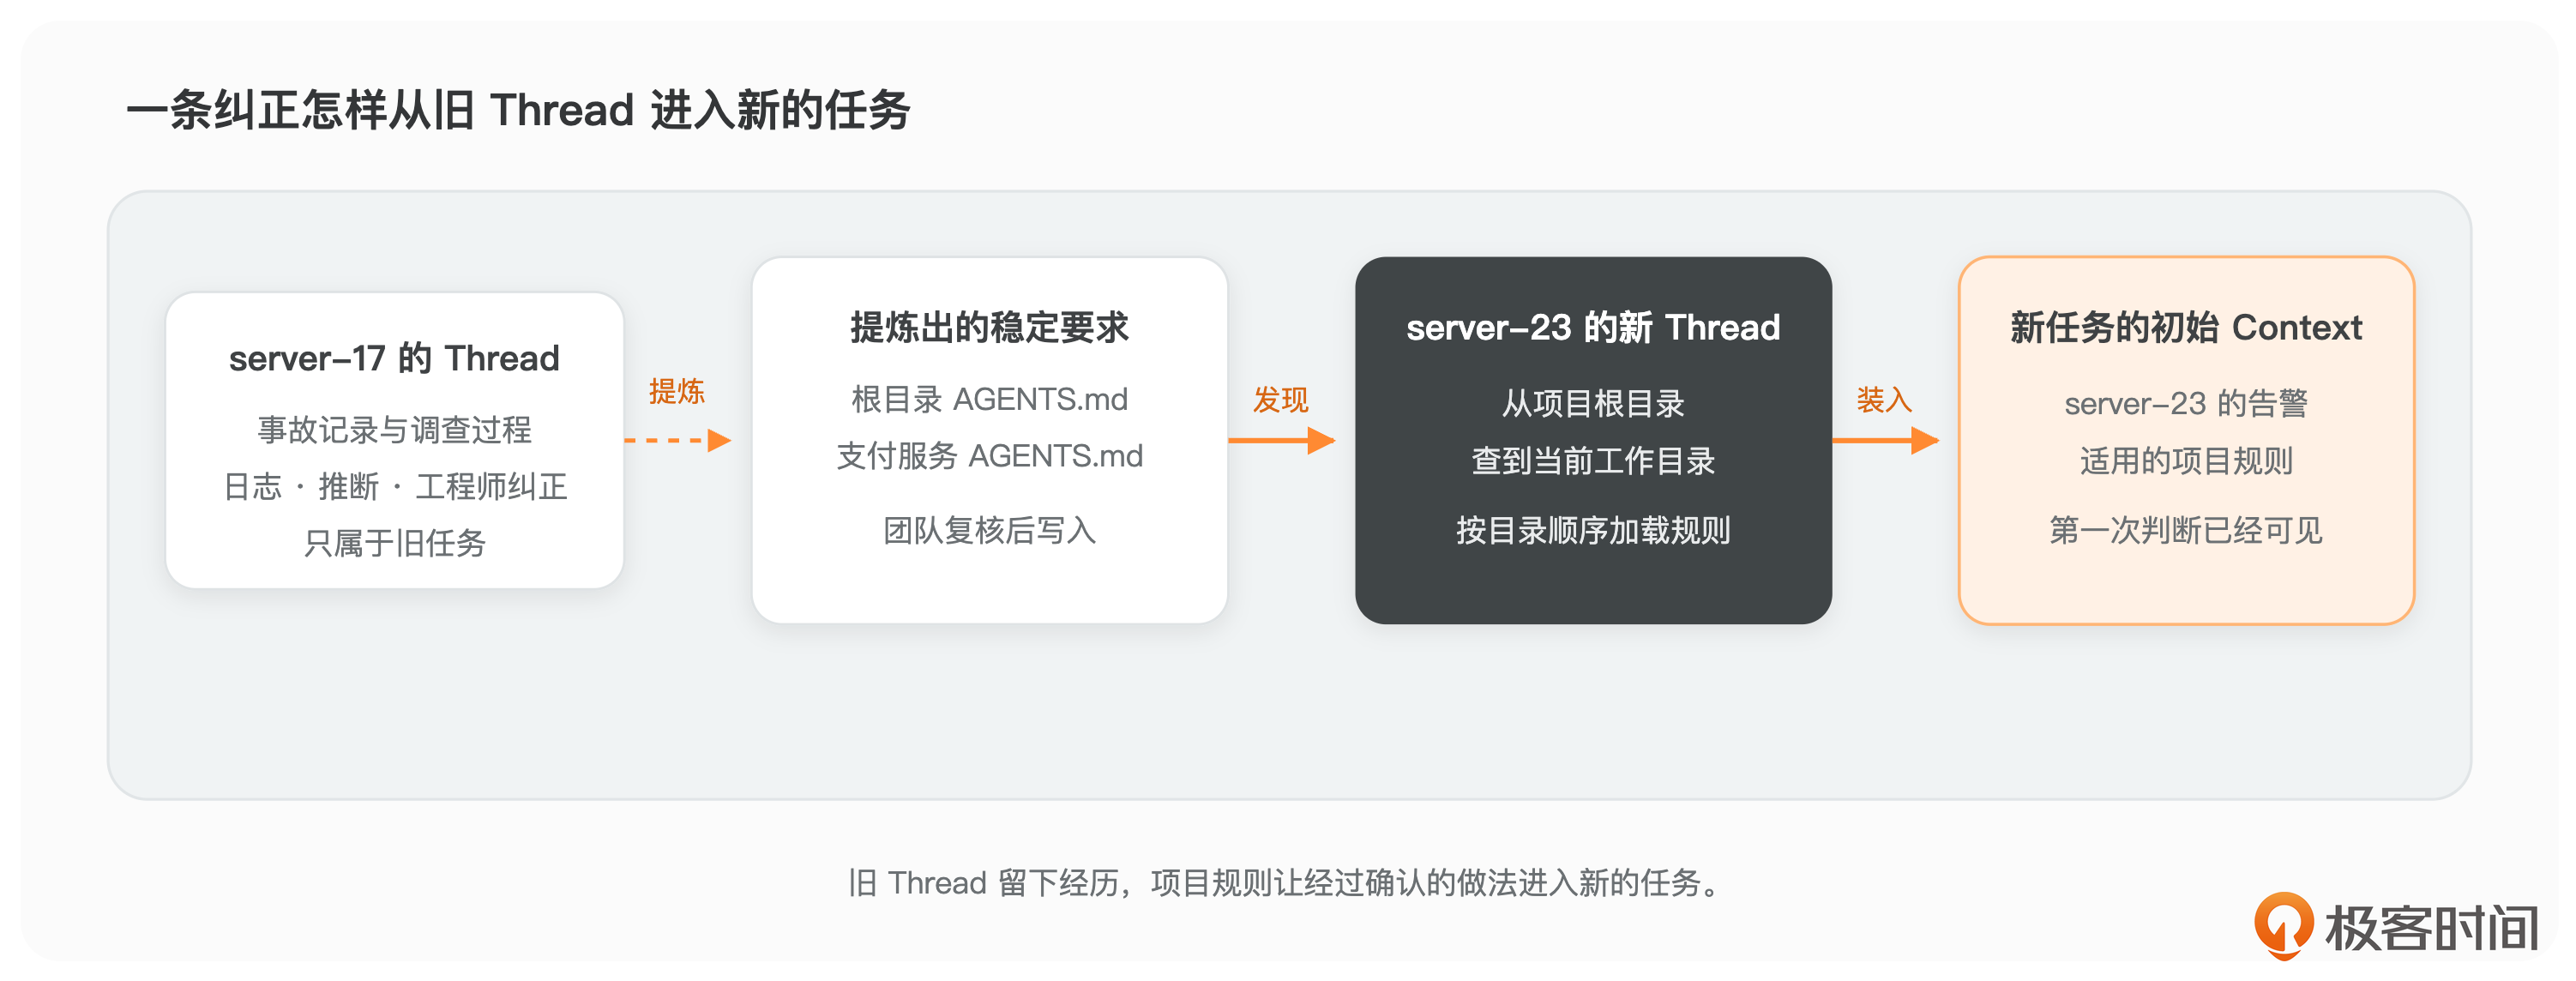 一条纠正怎样从旧 Thread 进入新的任务
server-17 的 Thread
事故记录与调查过程
日志 · 推断 · 工程师纠正
只属于旧任务
提炼
提炼出的稳定要求
根目录 AGENTS.md
支付服务 AGENTS.md
团队复核后写入
发现
server-23 的新 Thread
从项目根目录
查到当前工作目录
按目录顺序加载规则
装入
新任务的初始 Context
server-23 的告警
适用的项目规则
第一次判断已经可见
旧 Thread 留下经历，项目规则让经过确认的做法进入新的任务。
极客时间